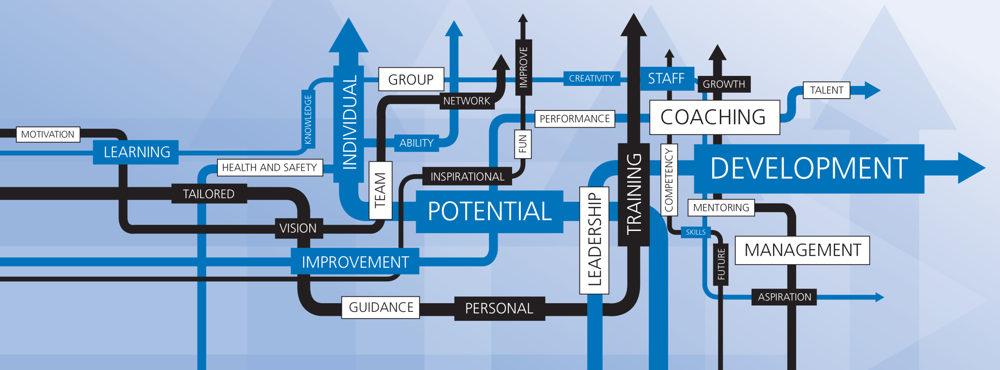 IMPROVE
GROUP
CREATIVITY
STAFF
GROWTH
TALENT
KNOWLEDGE
INDIVIDUAL
NETWORK
PERFORMANCE
COACHING
MOTIVATION
LEARNING
ABILITY
FUN
HEALTH AND SAFETY
TEAM
INSPIRATIONAL
TRAINING
COMPETENCY
DEVELOPMENT
TAILORED
POTENTIAL
LEADERSHIP
MENTORING
VISION
SKILLS
IMPROVEMENT
FUTURE
MANAGEMENT
GUIDANCE
PERSONAL
ASPIRATION